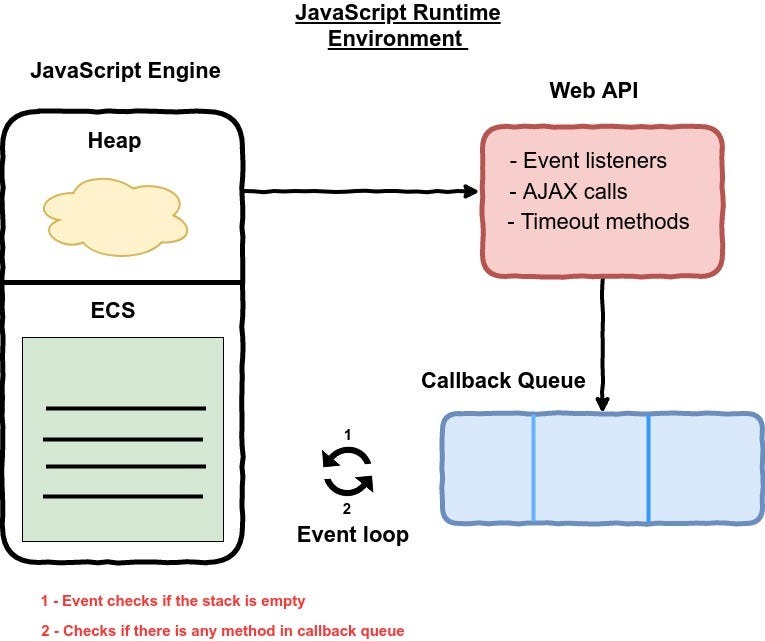 JavaScript Runtime
Environment
JavaScript Engine
Web API
Heap
- Event listeners
- AJAX calls
- Timeout methods
ECS
Callback Queue
1
2
Event loop
1 - Event checks if the stack is empty
2 - Checks if there is any method in callback queue